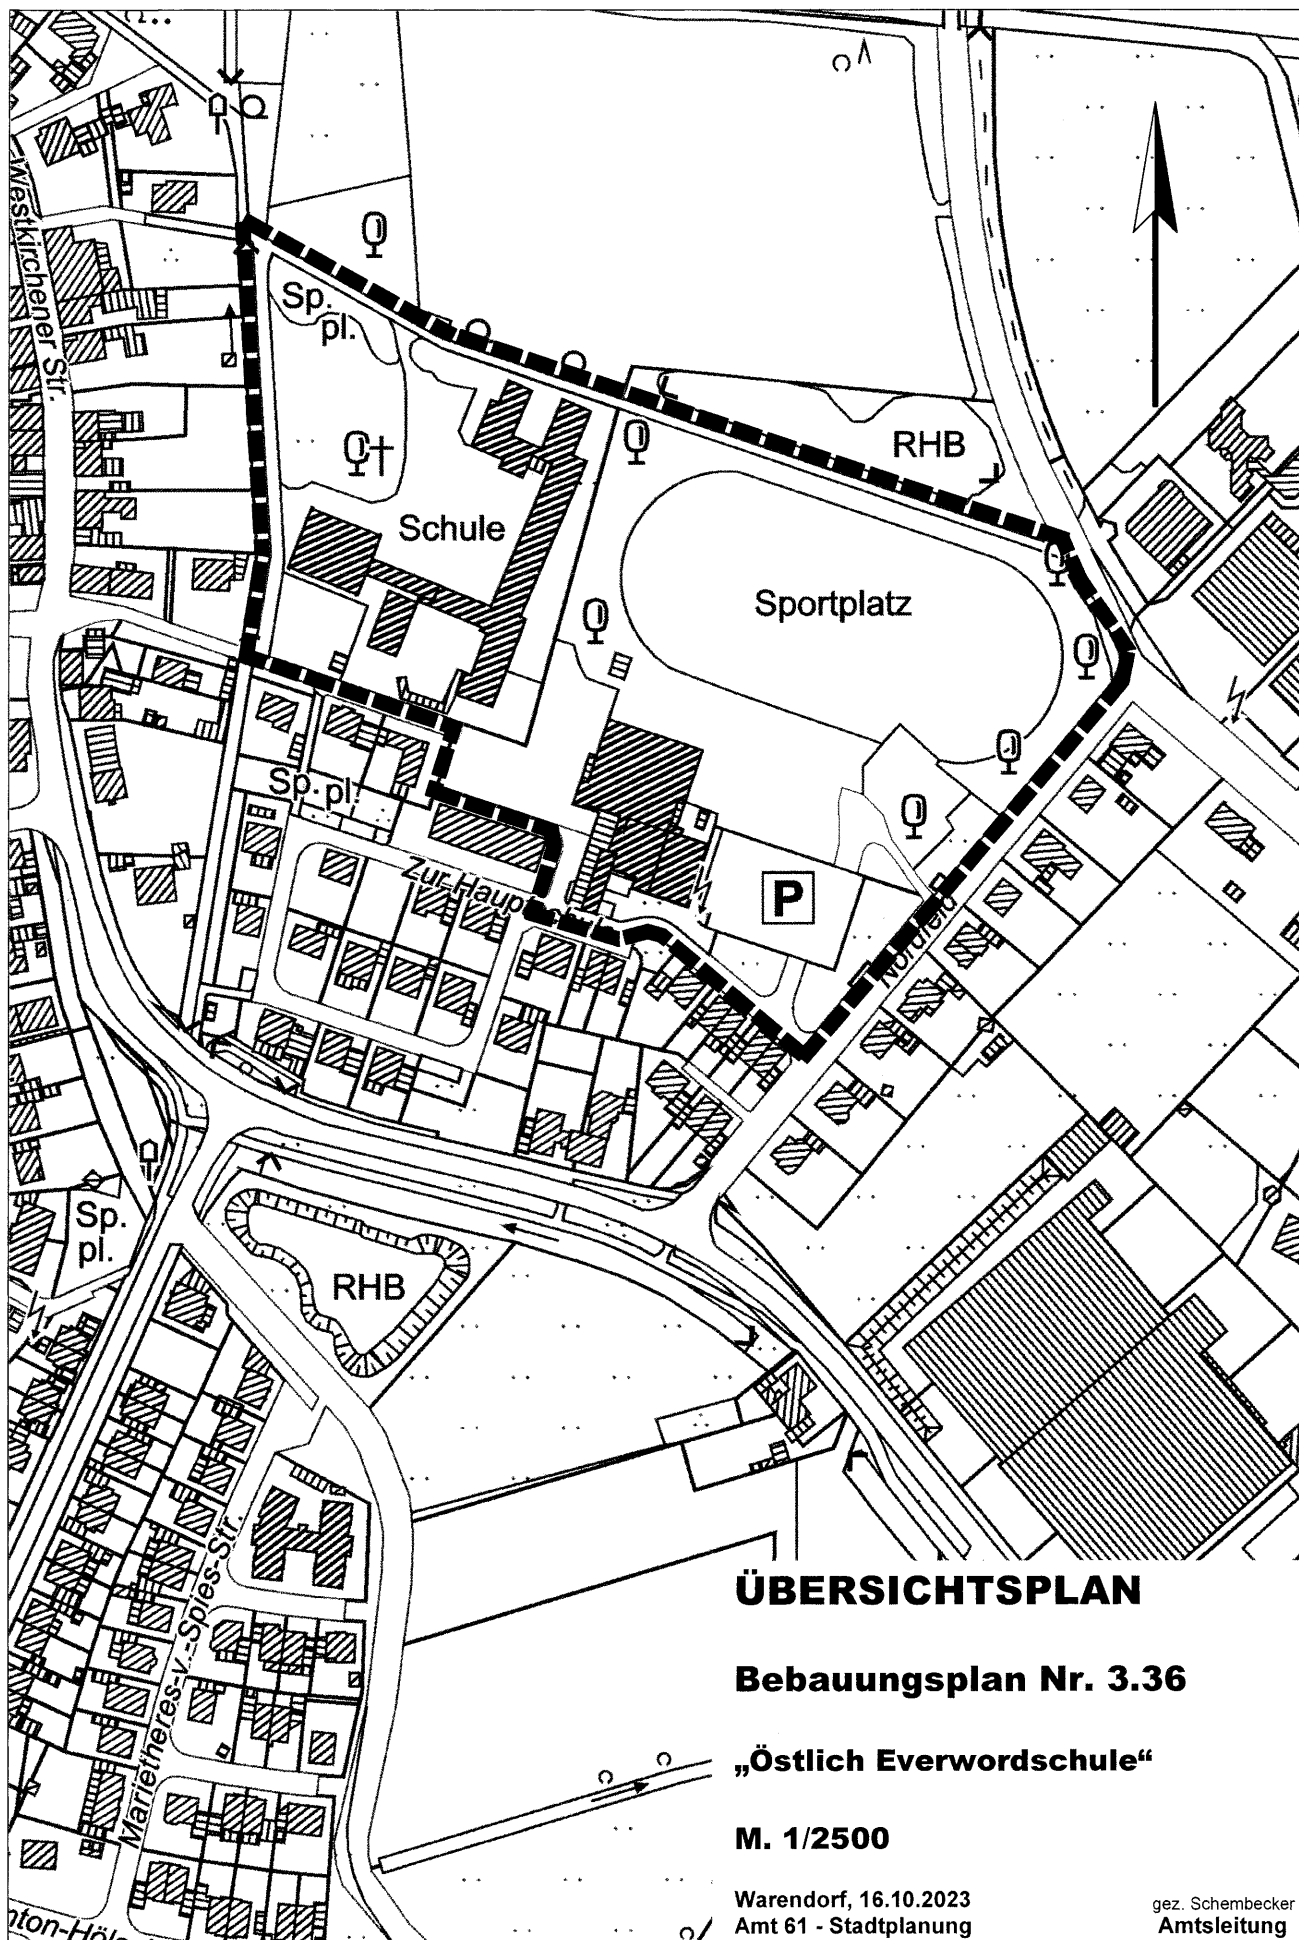 Westkirchener Str.
Sp.
pl.
RHB
Schule
Sportplatz
Sp. pl.
Zur
P
Nordfeld
Sp.
pl.
RHB
Marietheres-v.-Spies-Str.
ÜBERSICHTSPLAN
Bebauungsplan Nr. 3.36
„Östlich Everwordschule“
M. 1/2500
Warendorf, 16.10.2023
Amt 61 - Stadtplanung
gez. Schembecker
Amtsleitung